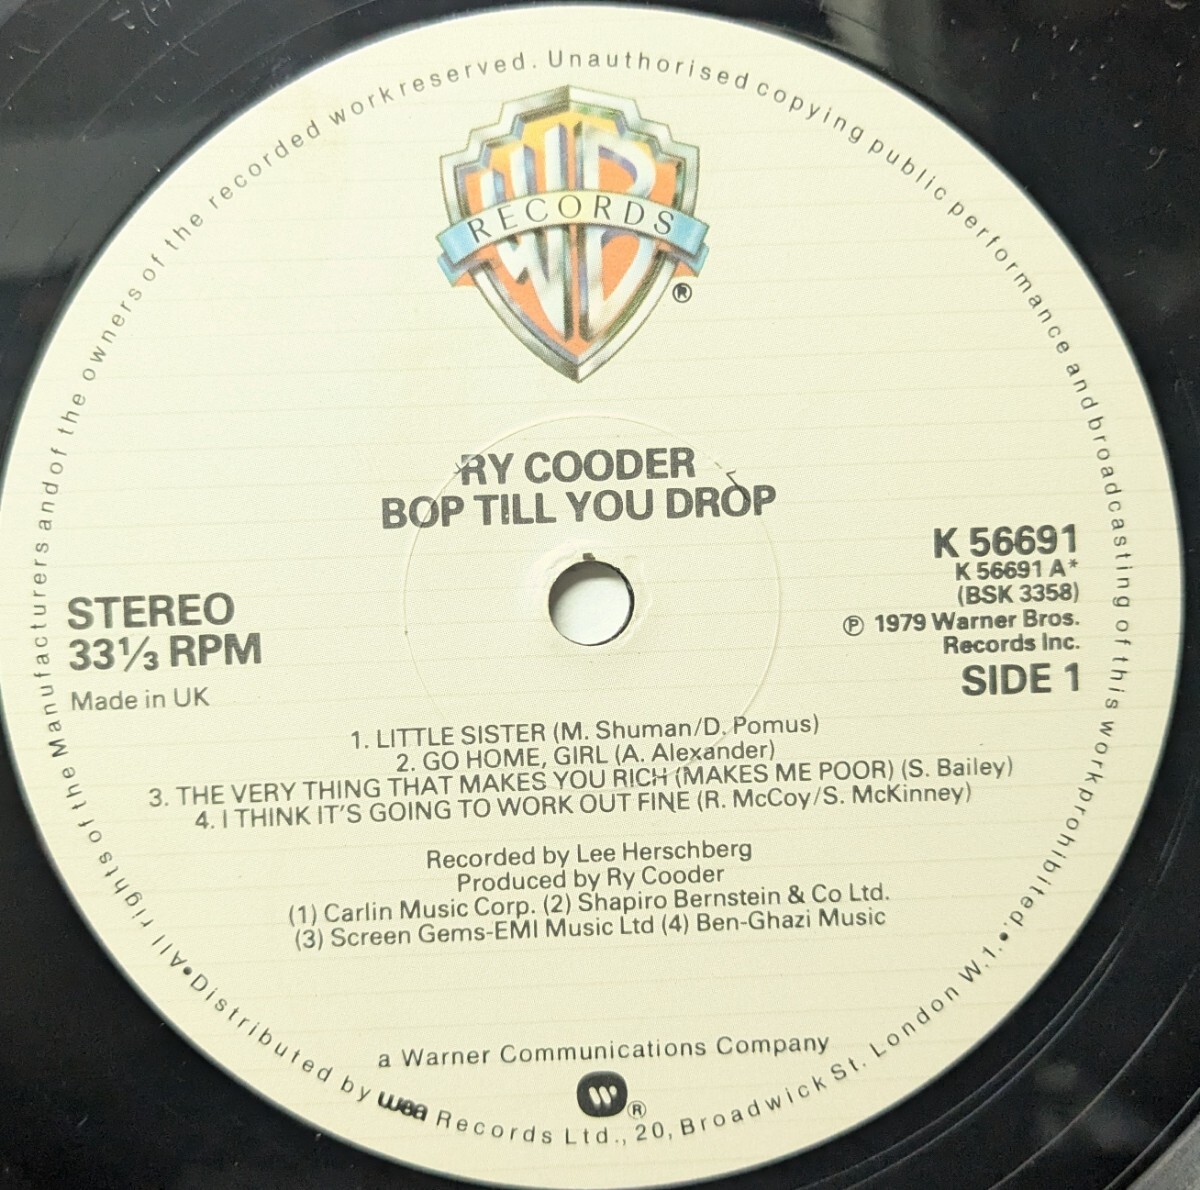 All rights of the Manufacturers and of the owners of the recorded work reserved. Unauthorised copying public performance and broadcasting of this work prohibited.
WB
RECORDS
®
RY COODER
BOP TILL YOU DROP
STEREO
33⅓ RPM
Made in UK
K 56691
K 56691 A*
(BSK 3358)
℗ 1979 Warner Bros.
Records Inc.
SIDE 1
1. LITTLE SISTER (M. Shuman/D. Pomus)
2. GO HOME, GIRL (A. Alexander)
3. THE VERY THING THAT MAKES YOU RICH (MAKES ME POOR) (S. Bailey)
4. I THINK IT'S GOING TO WORK OUT FINE (R. McCoy/S. McKinney)
Recorded by Lee Herschberg
Produced by Ry Cooder
(1) Carlin Music Corp. (2) Shapiro Bernstein & Co Ltd.
(3) Screen Gems-EMI Music Ltd (4) Ben-Ghazi Music
a Warner Communications Company
W ®
•Distributed by wea Records Ltd., 20, Broadwick St. London W.1.•